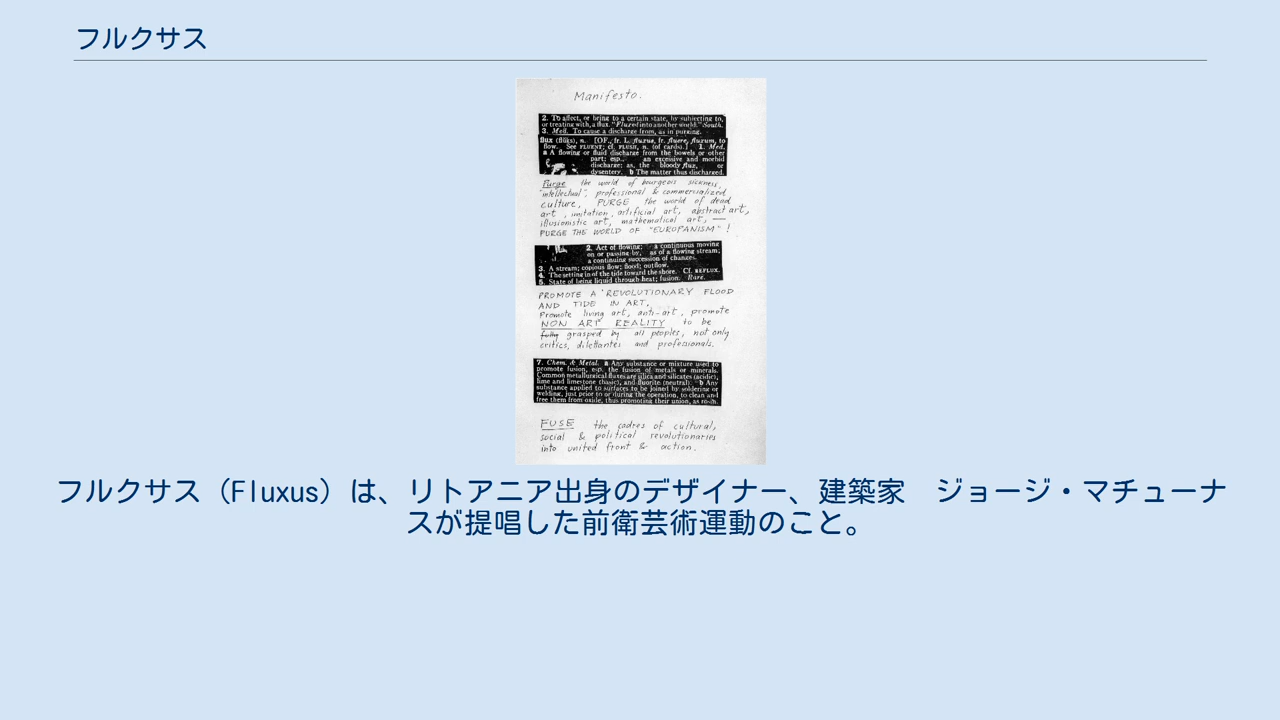 フルクサス
Manifesto.
2. To affect, or bring to a certain state, by subjecting to,
or treating with, a flux. "Fluxed into another world." South.
3. Med. To cause a discharge from, as in purging.
flux (flŭks), n. [OF., fr. L. fluxus, fr. fluere, fluxum, to
flow. See FLUENT; cf. FLUSH, n. (of cards).] 1. Med.
a A flowing or fluid discharge from the bowels or other
part; esp., an excessive and morbid
discharge; as, the bloody flux, or
dysentery. b The matter thus discharged.
Purge the world of bourgeois sickness,
"intellectual", professional & commercialized
culture, PURGE the world of dead
art, imitation, artificial art, abstract art,
illusionistic art, mathematical art, —
PURGE THE WORLD OF "EUROPANISM"!
2. Act of flowing; a continuous moving
on or passing by, as of a flowing stream;
a continuing succession of changes.
3. A stream; copious flow; flood; outflow.
4. The setting in of the tide toward the shore. Cf. REFLUX.
5. State of being liquid through heat; fusion. Rare.
PROMOTE A REVOLUTIONARY FLOOD
AND TIDE IN ART,
Promote living art, anti-art, promote
NON ART REALITY to be
fully grasped by all peoples, not only
critics, dilettantes and professionals.
7. Chem. & Metal. a Any substance or mixture used to
promote fusion, esp. the fusion of metals or minerals.
Common metallurgical fluxes are silica and silicates (acidic),
lime and limestone (basic), and fluorite (neutral). b Any
substance applied to surfaces to be joined by soldering or
welding, just prior to or during the operation, to clean and
free them from oxide, thus promoting their union, as rosin.
FUSE the cadres of cultural,
social & political revolutionaries
into united front & action.
フルクサス（Fluxus）は、リトアニア出身のデザイナー、建築家　ジョージ・マチューナ
スが提唱した前衛芸術運動のこと。